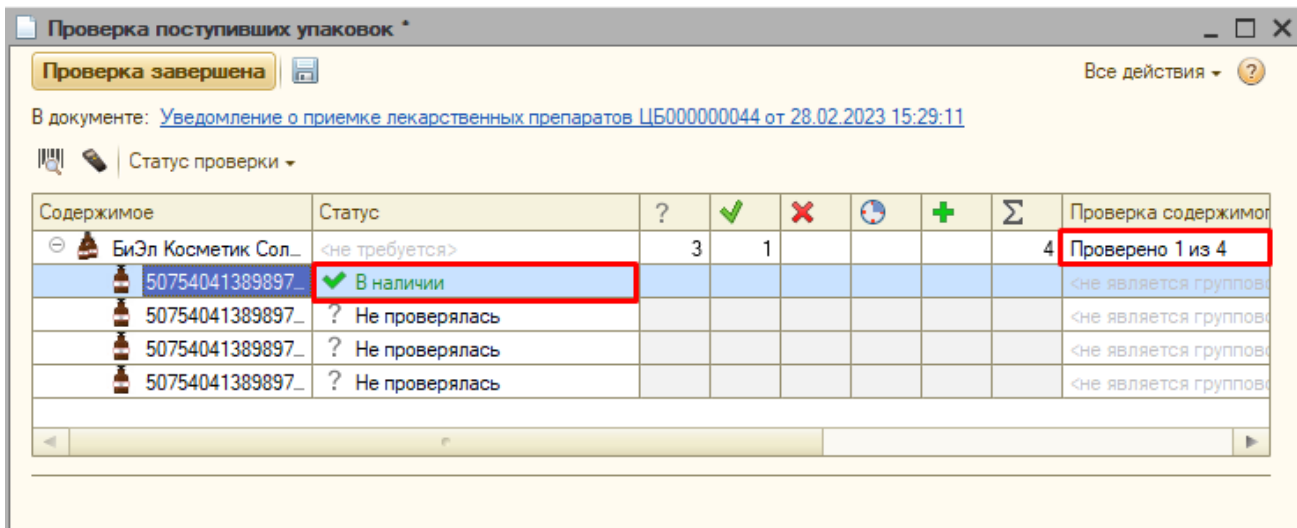 Проверка поступивших упаковок *
Проверка завершена Все действия ?
В документе: Уведомление о приемке лекарственных препаратов ЦБ000000044 от 28.02.2023 15:29:11
Статус проверки
Содержимое Статус ? Σ Проверка содержимог
БиЭл Косметик Сол... <не требуется> 3 1 4 Проверено 1 из 4
50754041389897... В наличии <не является группово
50754041389897... ? Не проверялась <не является группово
50754041389897... ? Не проверялась <не является группово
50754041389897... ? Не проверялась <не является группово